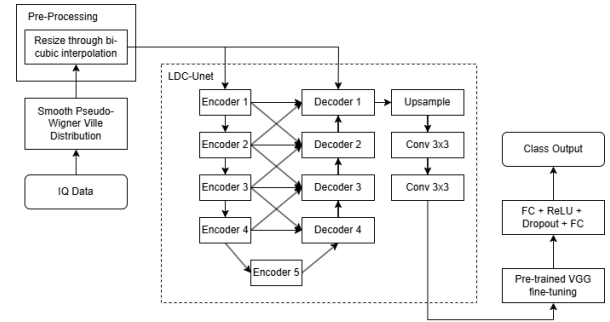 Pre-Processing
Resize through bi-
cubic interpolation
Smooth Pseudo-
Wigner Ville
Distribution
IQ Data
LDC-Unet
Encoder 1
Decoder 1
Upsample
Encoder 2
Decoder 2
Conv 3x3
Encoder 3
Decoder 3
Conv 3x3
Encoder 4
Decoder 4
Encoder 5
Class Output
FC + ReLU +
Dropout + FC
Pre-trained VGG
fine-tuning